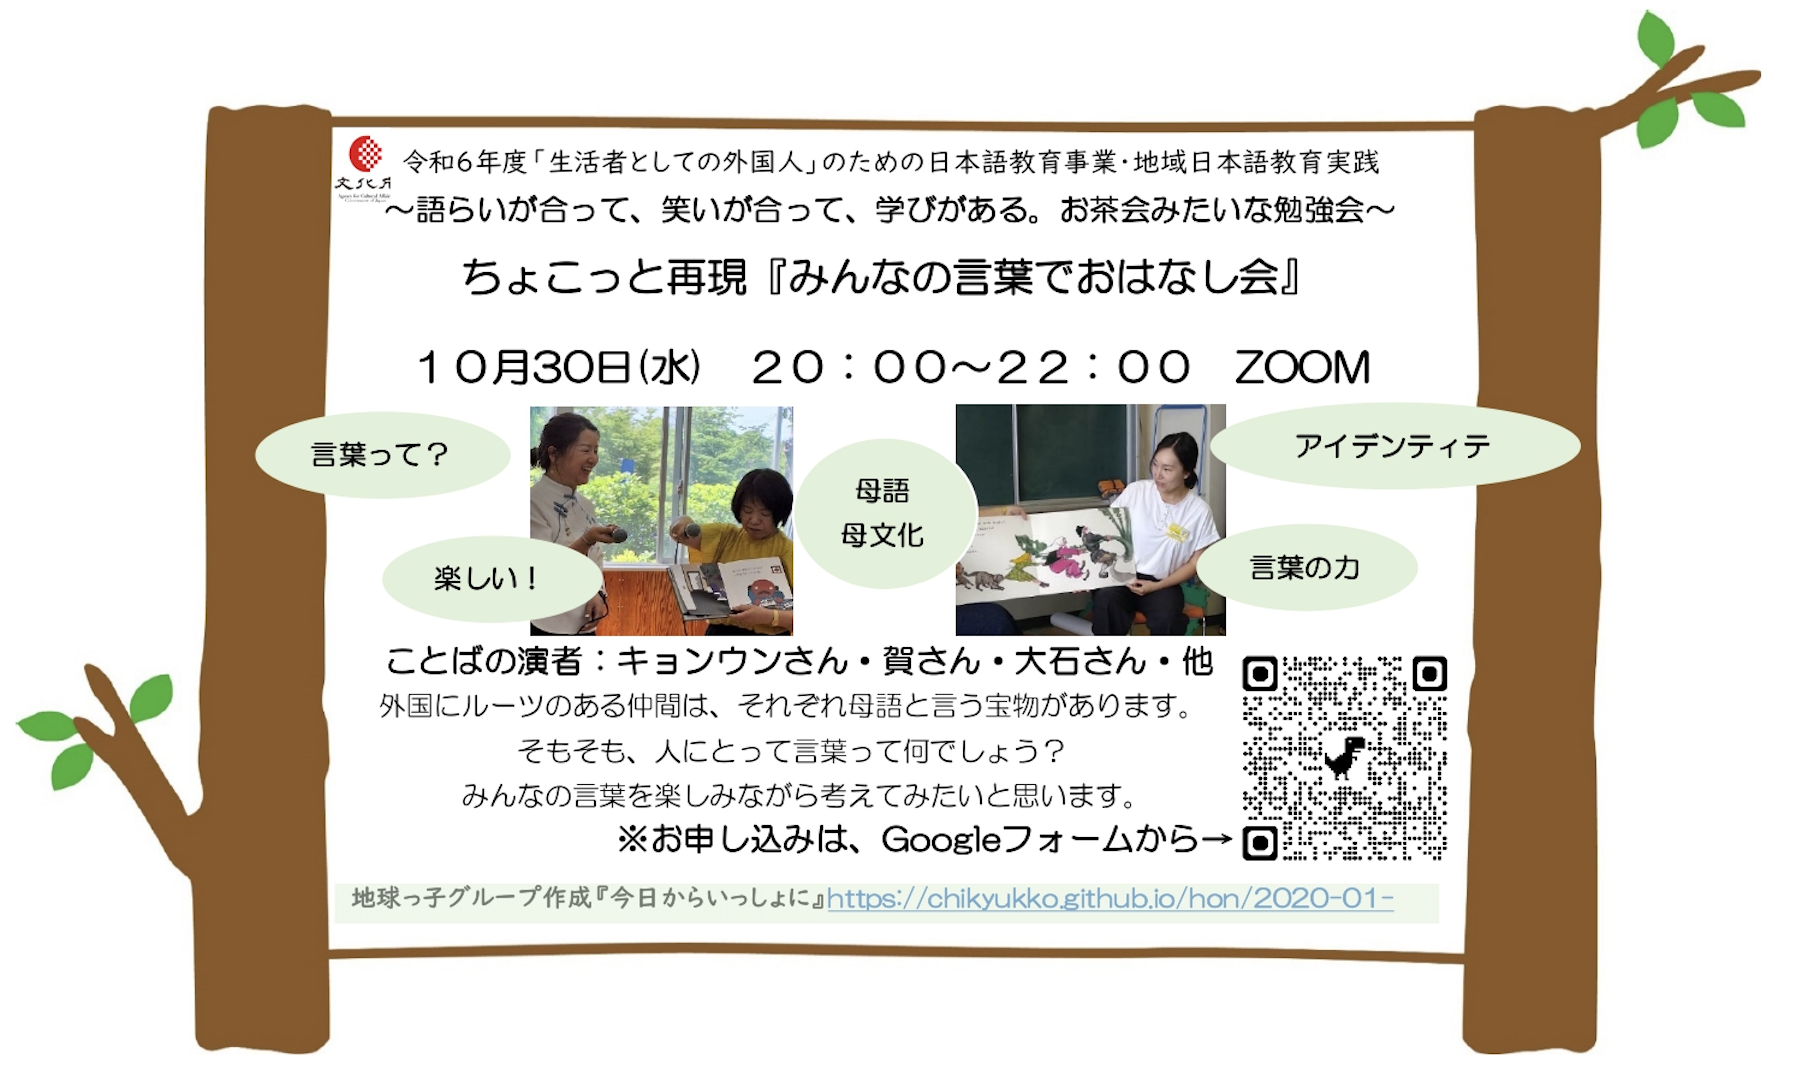 令和6年度「生活者としての外国人」のための日本語教育事業・地域日本語教育実践
文化庁
～語らいが合って、笑いが合って、学びがある。お茶会みたいな勉強会～
ちょこっと再現『みんなの言葉でおはなし会』
１０月30日(水)　２０：００～２２：００　ZOOM
言葉って？
アイデンティテ
母語
母文化
楽しい！
言葉の力
ことばの演者：キョンウンさん・賀さん・大石さん・他
外国にルーツのある仲間は、それぞれ母語と言う宝物があります。
そもそも、人にとって言葉って何でしょう？
みんなの言葉を楽しみながら考えてみたいと思います。
※お申し込みは、Googleフォームから→
地球っ子グループ作成『今日からいっしょに』https://chikyukko.github.io/hon/2020-01-